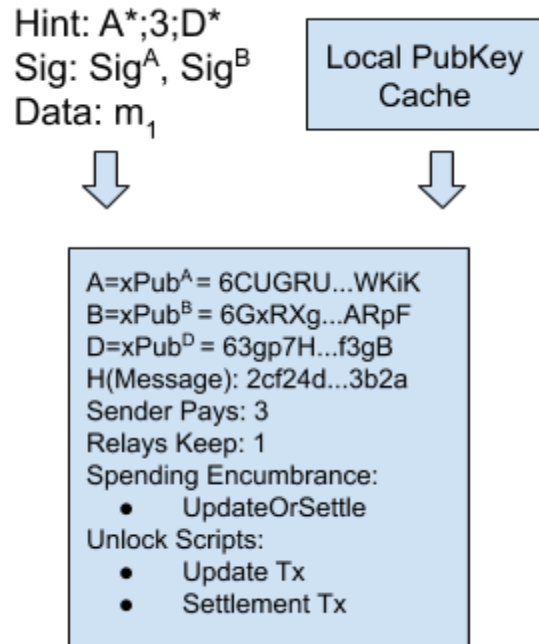 Hint: A*;3;D*
Sig: Sig^A, Sig^B
Data: m₁
Local PubKey
Cache
A=xPub^A= 6CUGRU...WKiK
B=xPub^B= 6GxRXg...ARpF
D=xPub^D= 63gp7H...f3gB
H(Message): 2cf24d...3b2a
Sender Pays: 3
Relays Keep: 1
Spending Encumbrance:
● UpdateOrSettle
Unlock Scripts:
● Update Tx
● Settlement Tx